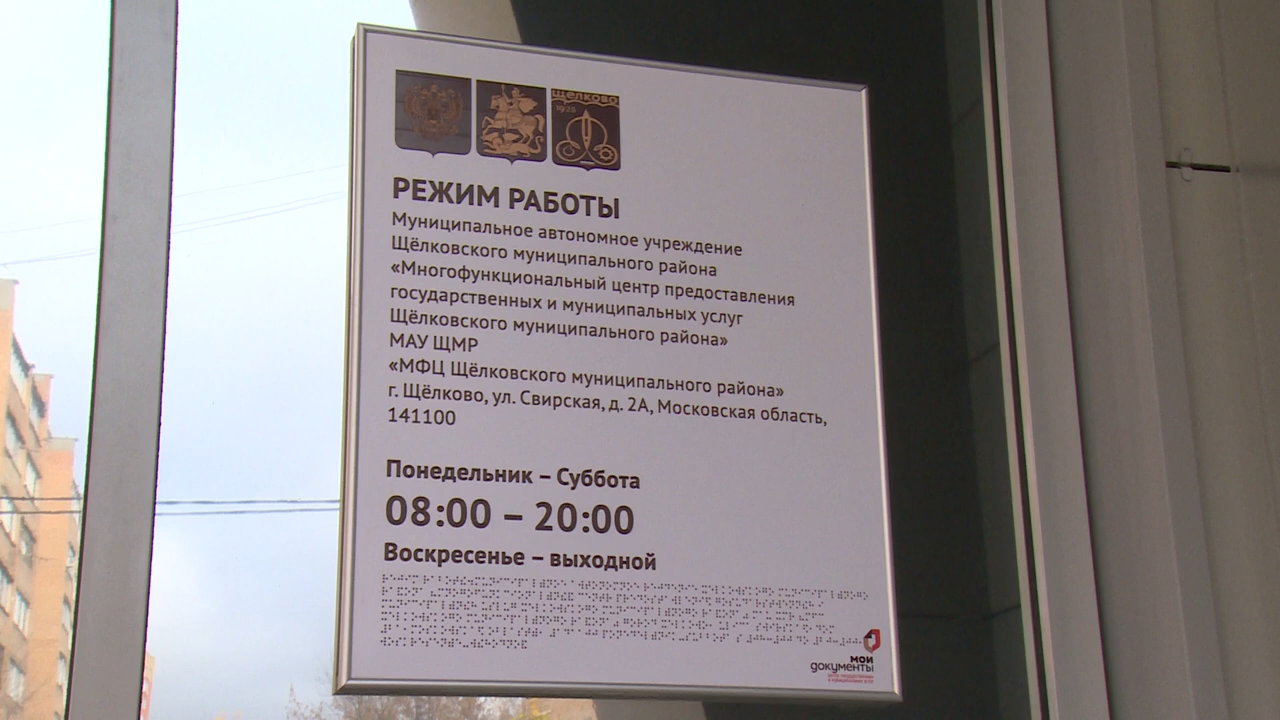 Щёлково
1925
РЕЖИМ РАБОТЫ
Муниципальное автономное учреждение
Щёлковского муниципального района
«Многофункциональный центр предоставления
государственных и муниципальных услуг
Щёлковского муниципального района»
МАУ ЩМР
«МФЦ Щёлковского муниципального района»
г. Щёлково, ул. Свирская, д. 2А, Московская область,
141100
Понедельник – Суббота
08:00 – 20:00
Воскресенье – выходной
мои
документы